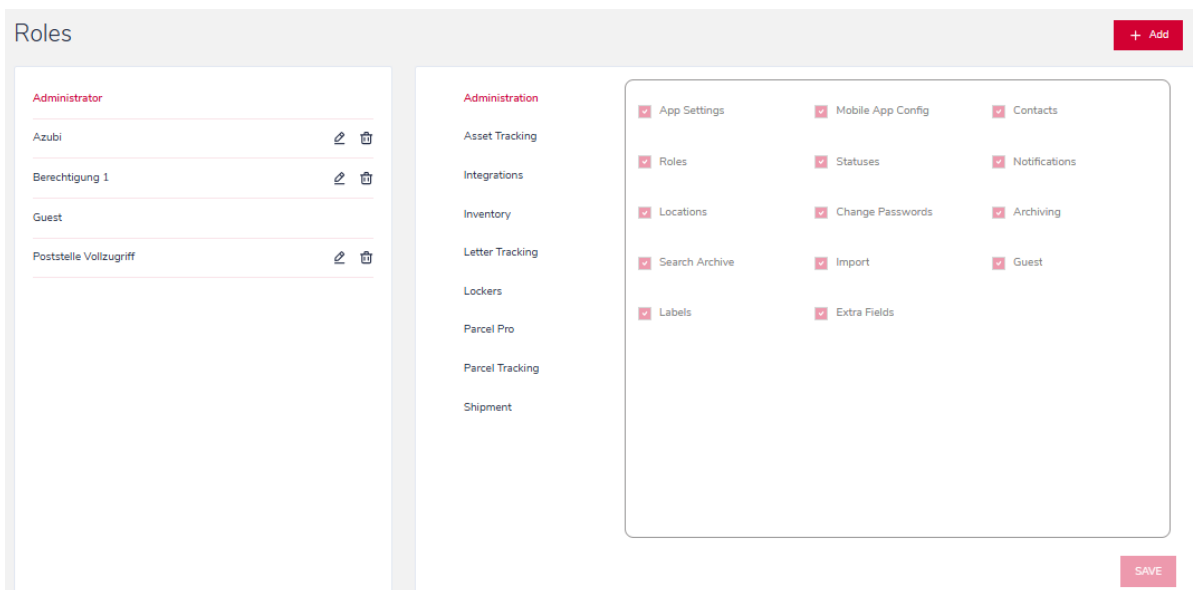 Roles
+ Add
Administrator
Azubi
Berechtigung 1
Guest
Poststelle Vollzugriff
Administration
Asset Tracking
Integrations
Inventory
Letter Tracking
Lockers
Parcel Pro
Parcel Tracking
Shipment
App Settings Mobile App Config Contacts
Roles Statuses Notifications
Locations Change Passwords Archiving
Search Archive Import Guest
Labels Extra Fields
SAVE